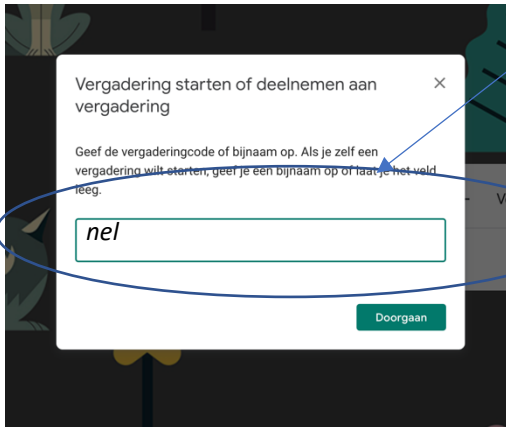 Vergadering starten of deelnemen aan
vergadering
Geef de vergaderingcode of bijnaam op. Als je zelf een
vergadering wilt starten, geef je een bijnaam op of laat je het veld
leeg.
nel
Doorgaan